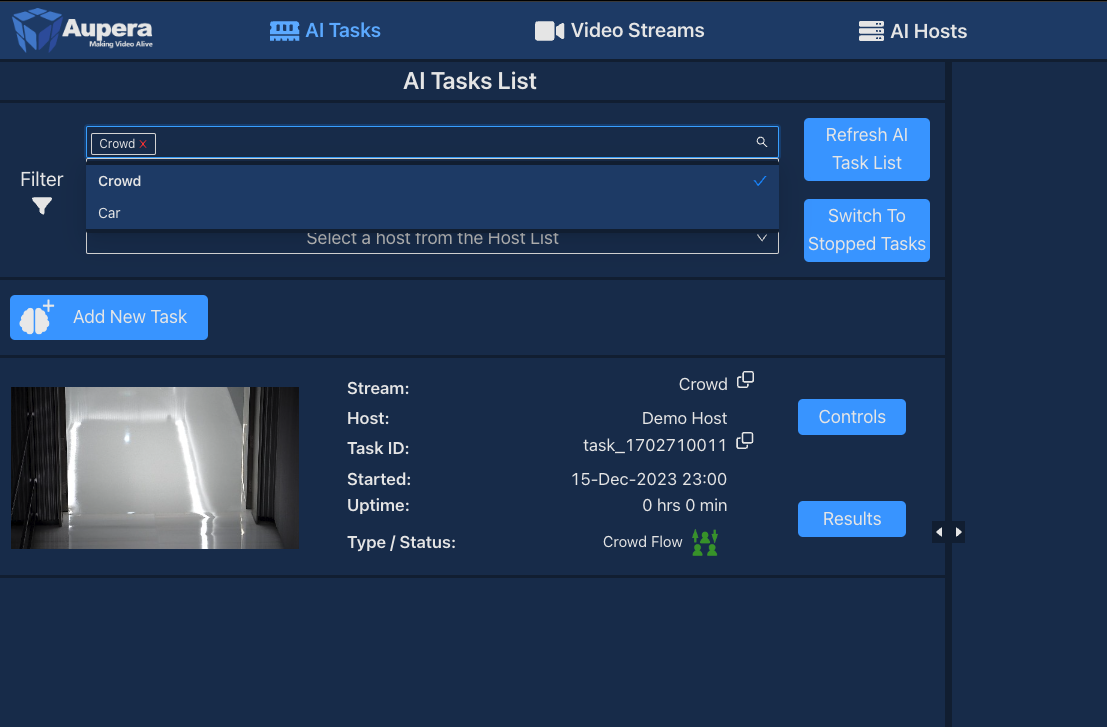 Aupera
Making Video Alive
AI Tasks
Video Streams
AI Hosts
AI Tasks List
Filter
Crowd
Crowd
Car
Select a host from the Host List
Refresh AI
Task List
Switch To
Stopped Tasks
Add New Task
Stream: Crowd
Host: Demo Host
Task ID: task_1702710011
Started: 15-Dec-2023 23:00
Uptime: 0 hrs 0 min
Type / Status: Crowd Flow
Controls
Results